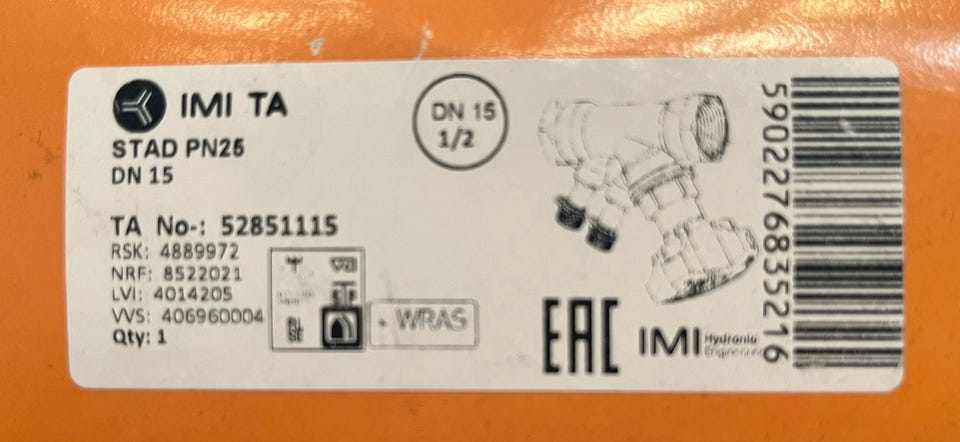 IMI TA
STAD PN25
DN 15
DN 15
1/2
TA No-: 52851115
RSK: 4889972
NRF: 8522021
LVI: 4014205
VVS: 406960004
Qty: 1
WRAS
EAC
IMI Hydronic
Engineering
5902276835216